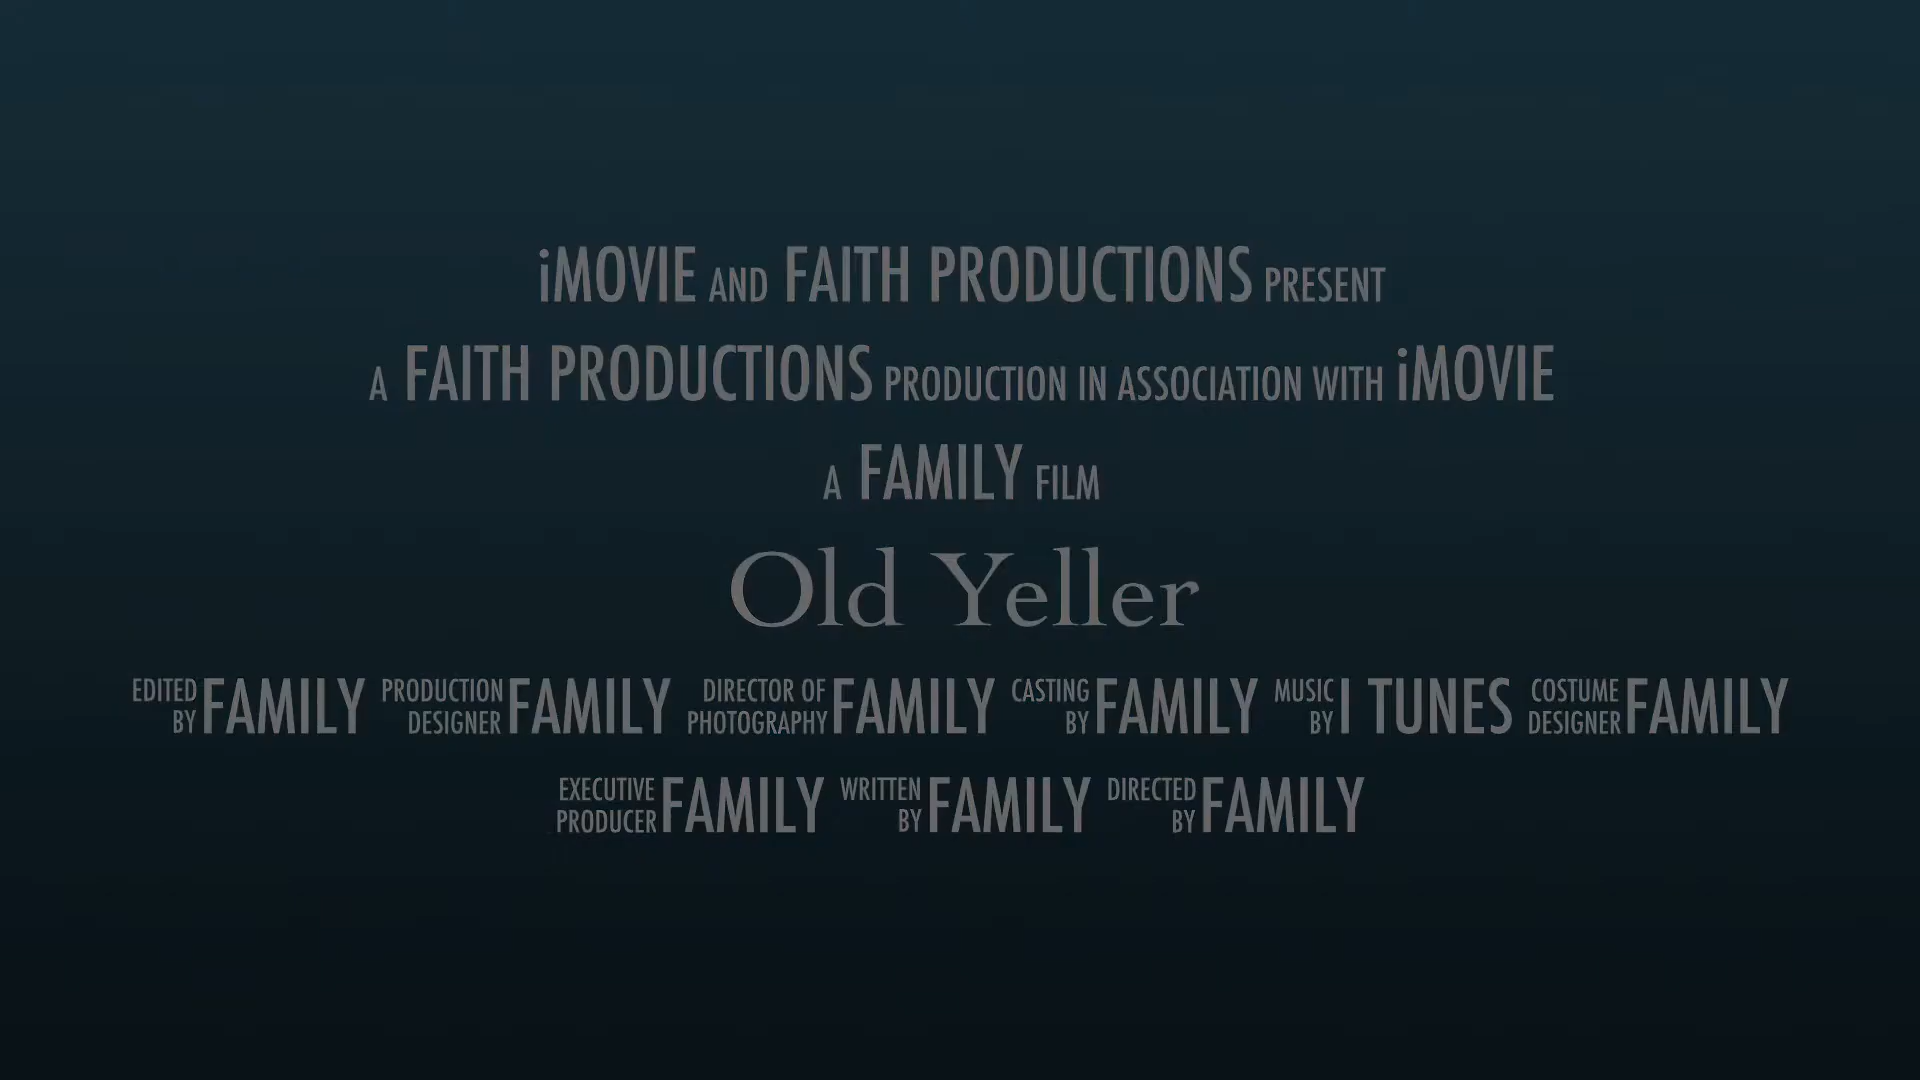 iMOVIE AND FAITH PRODUCTIONS PRESENT
A FAITH PRODUCTIONS PRODUCTION IN ASSOCIATION WITH iMOVIE
A FAMILY FILM
Old Yeller
EDITED BY FAMILY PRODUCTION DESIGNER FAMILY DIRECTOR OF PHOTOGRAPHY FAMILY CASTING BY FAMILY MUSIC BY I TUNES COSTUME DESIGNER FAMILY
EXECUTIVE PRODUCER FAMILY WRITTEN BY FAMILY DIRECTED BY FAMILY